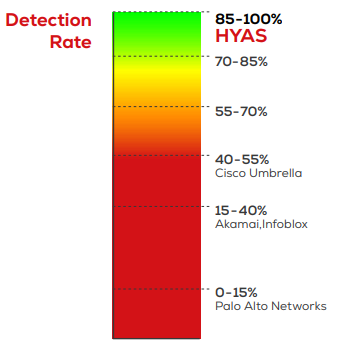 Detection
Rate
85-100%
HYAS
70-85%
55-70%
40-55%
Cisco Umbrella
15-40%
Akamai,Infoblox
0-15%
Palo Alto Networks